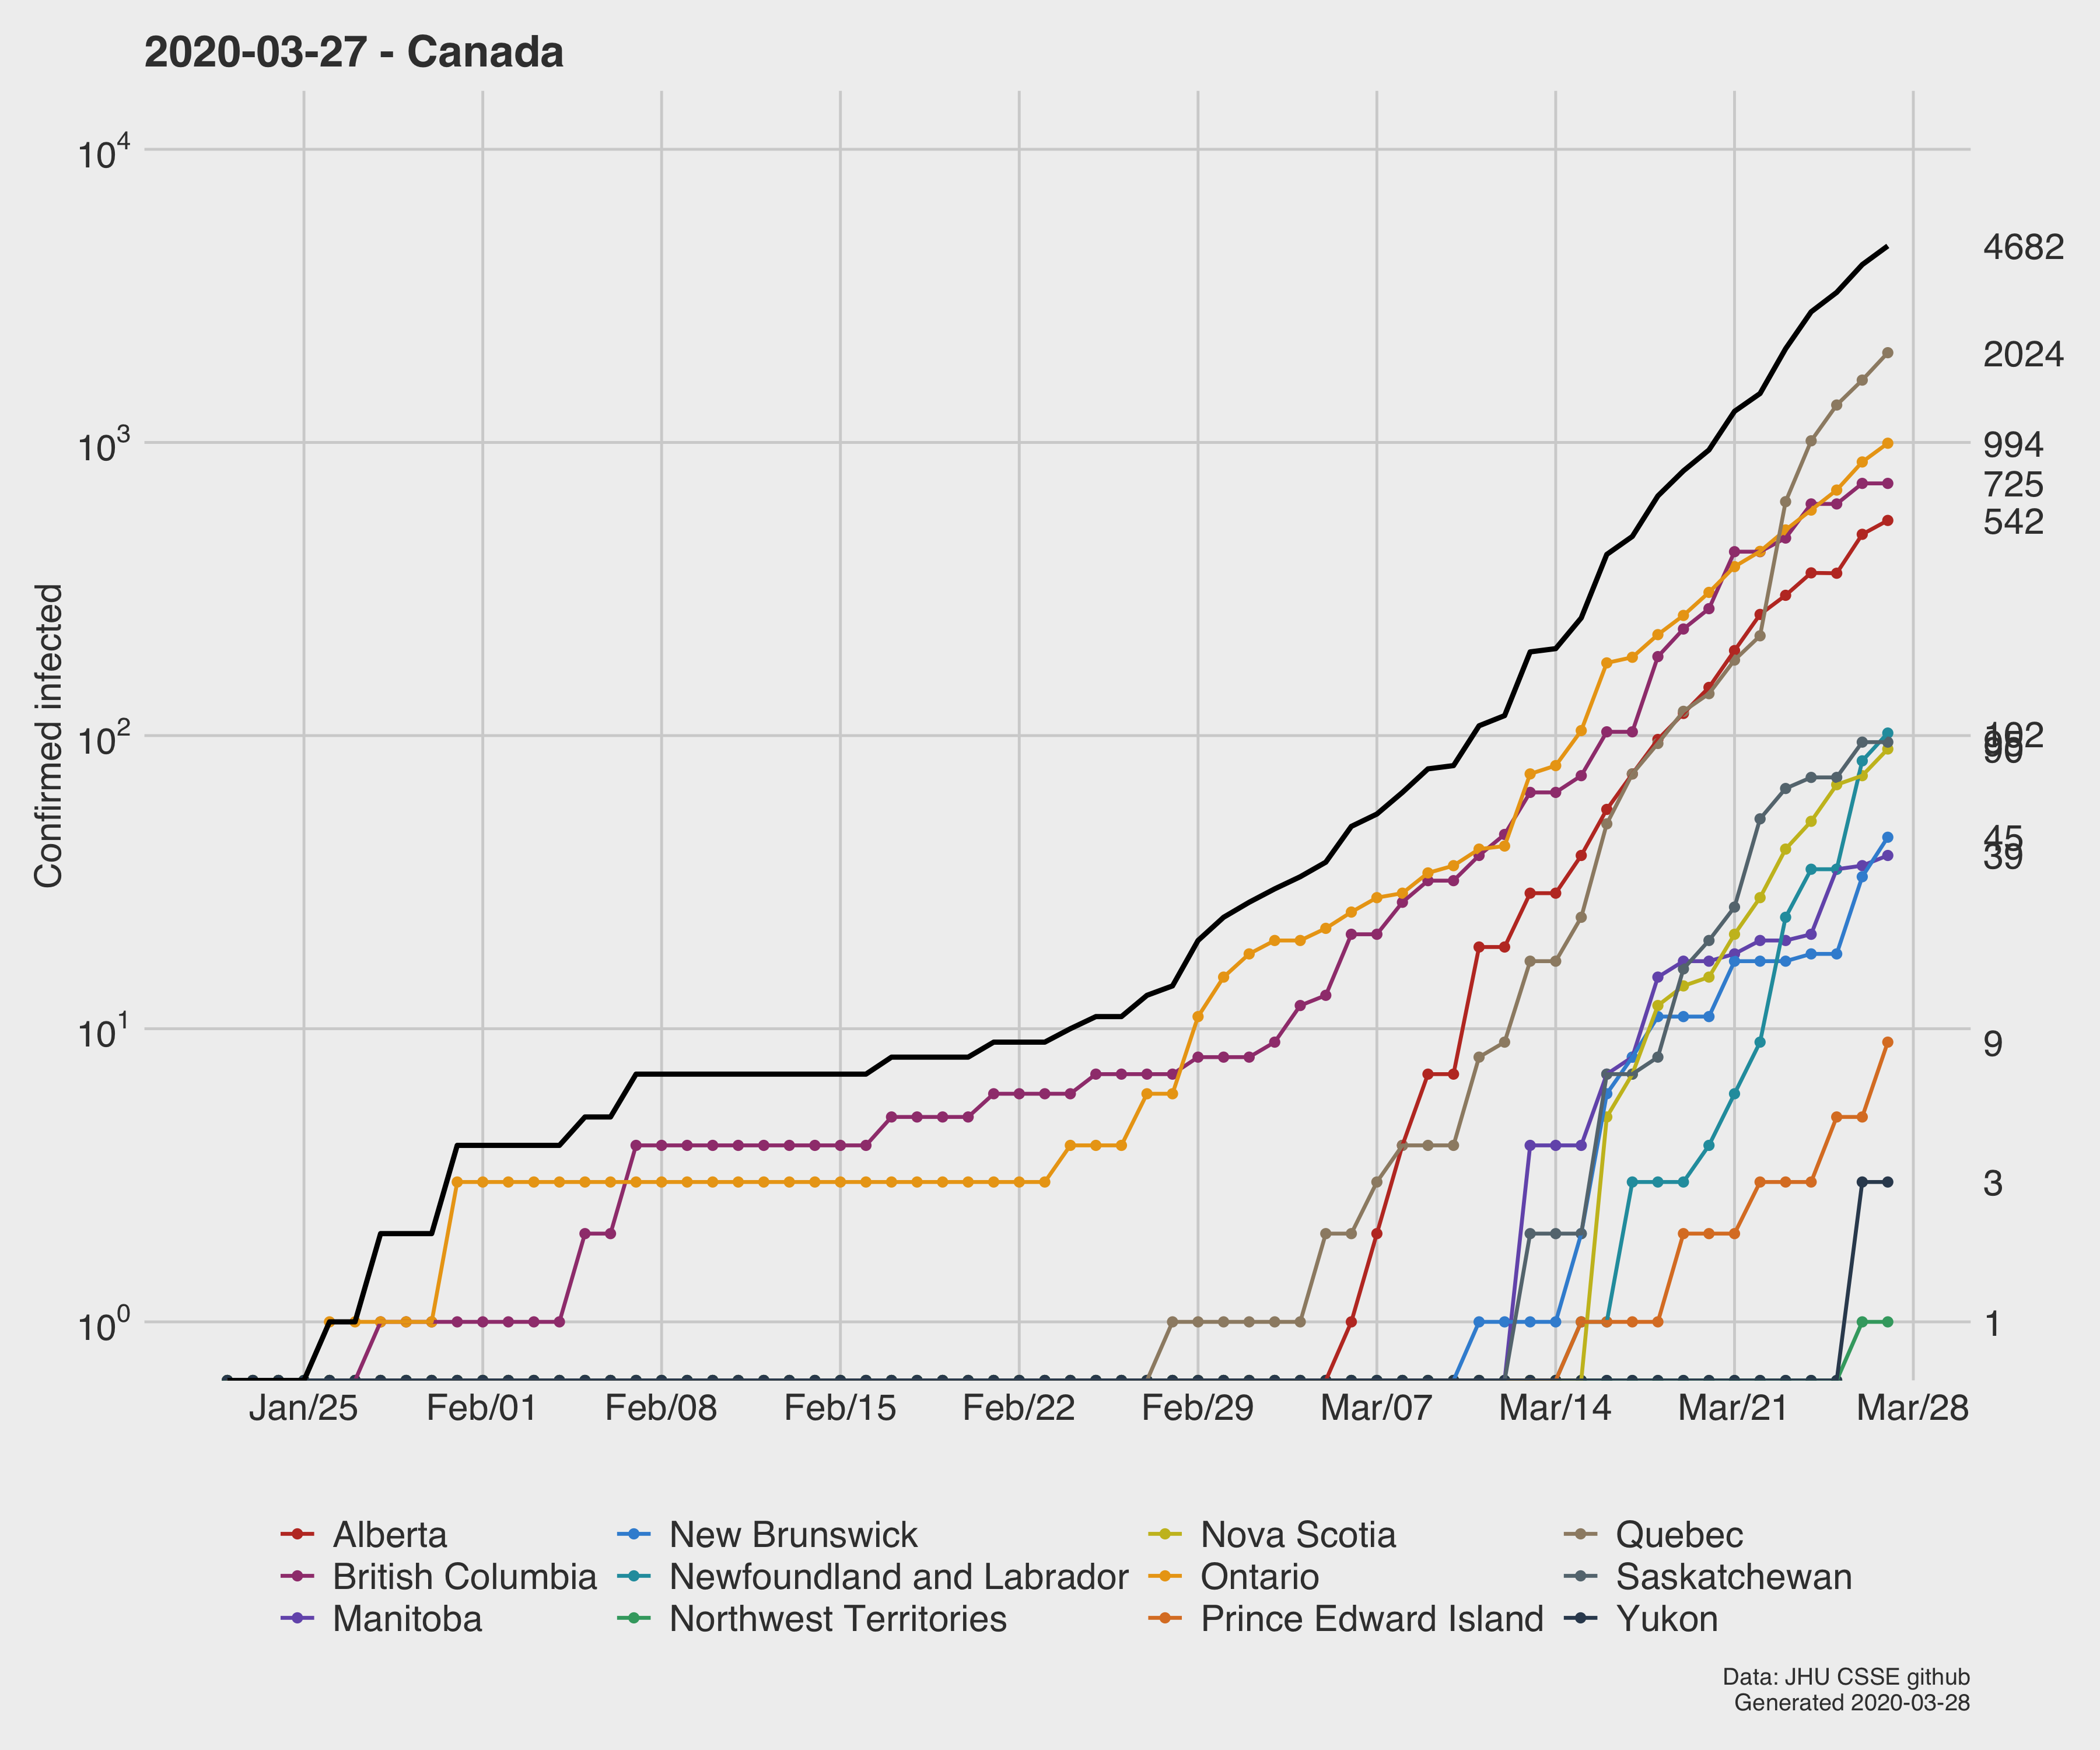 2020-03-27 - Canada
Confirmed infected
10^4
10^3
10^2
10^1
10^0
4682
2024
994
725
542
102
90
45
39
9
3
1
Jan/25 Feb/01 Feb/08 Feb/15 Feb/22 Feb/29 Mar/07 Mar/14 Mar/21 Mar/28
Alberta New Brunswick Nova Scotia Quebec
British Columbia Newfoundland and Labrador Ontario Saskatchewan
Manitoba Northwest Territories Prince Edward Island Yukon
Data: JHU CSSE github
Generated 2020-03-28